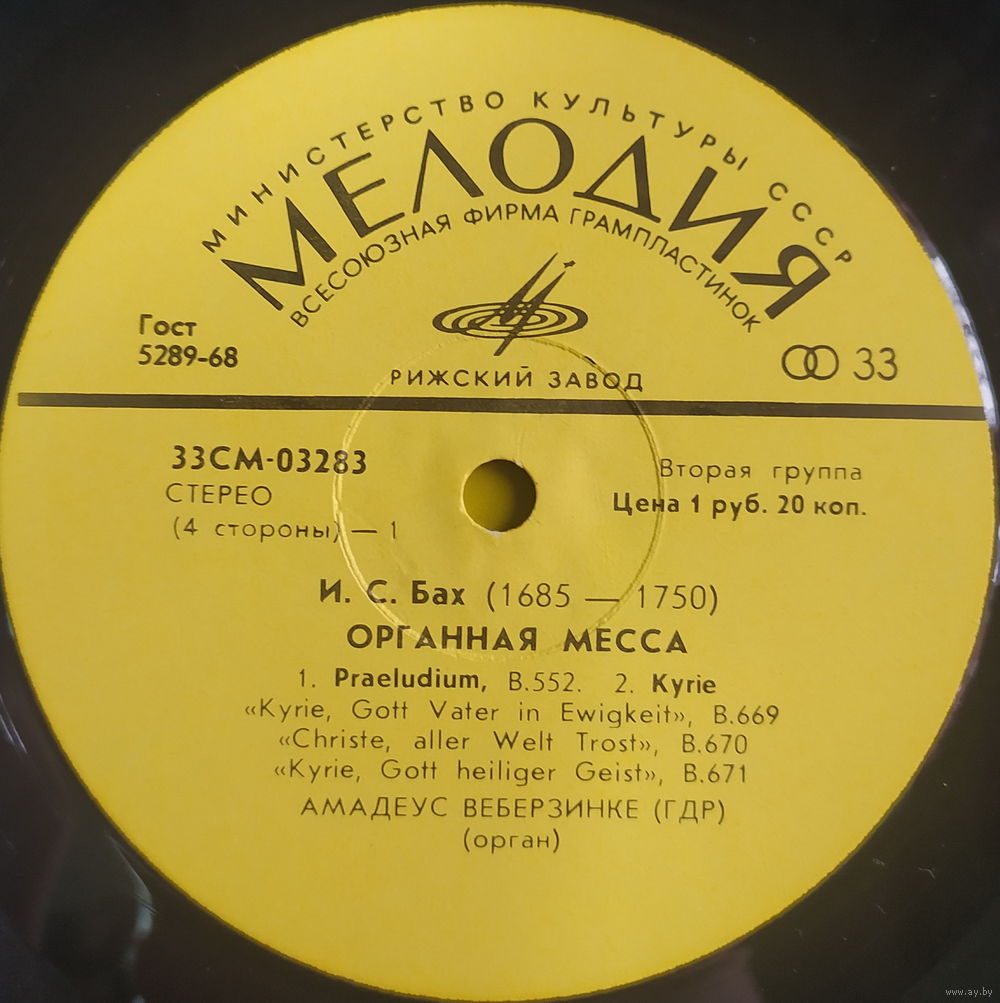 МИНИСТЕРСТВО КУЛЬТУРЫ СССР
МЕЛОДИЯ
ВСЕСОЮЗНАЯ ФИРМА ГРАМПЛАСТИНОК
Гост
5289-68
33
РИЖСКИЙ ЗАВОД
33СМ-03283
СТЕРЕО
(4 стороны) — 1
Вторая группа
Цена 1 руб. 20 коп.
И. С. Бах (1685 — 1750)
ОРГАННАЯ МЕССА
1. Praeludium, B.552. 2. Kyrie
«Kyrie, Gott Vater in Ewigkeit», B.669
«Christe, aller Welt Trost», B.670
«Kyrie, Gott heiliger Geist», B.671
АМАДЕУС ВЕБЕРЗИНКЕ (ГДР)
(орган)
www.ay.by